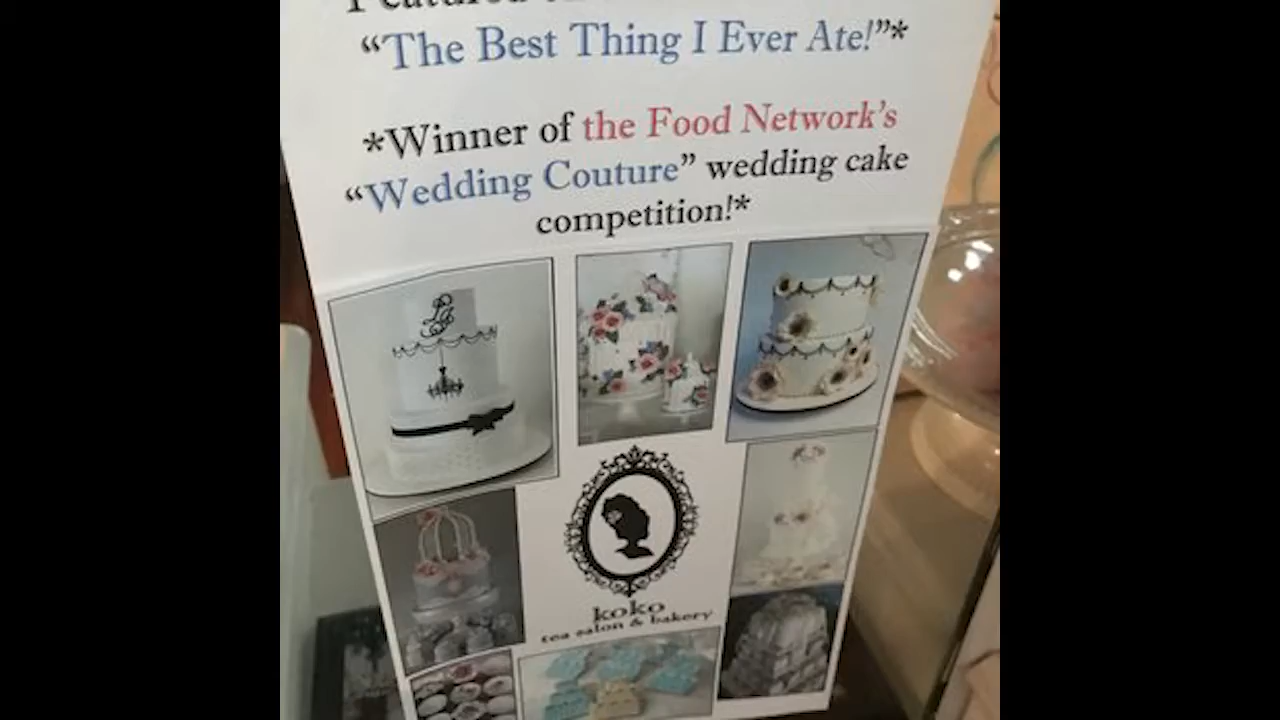 Featured
“The Best Thing I Ever Ate!”*
*Winner of the Food Network’s
“Wedding Couture” wedding cake
competition!*
koko
tea salon & bakery